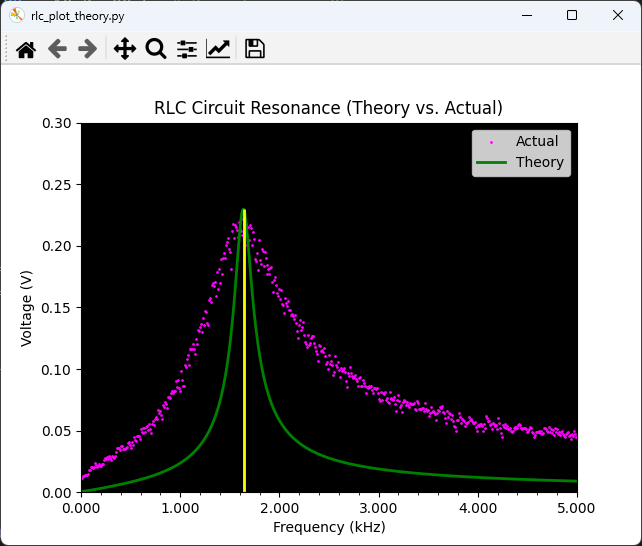 rlc_plot_theory.py
RLC Circuit Resonance (Theory vs. Actual)
Actual
Theory
0.30
0.25
0.20
0.15
0.10
0.05
0.00
Voltage (V)
0.000 1.000 2.000 3.000 4.000 5.000
Frequency (kHz)